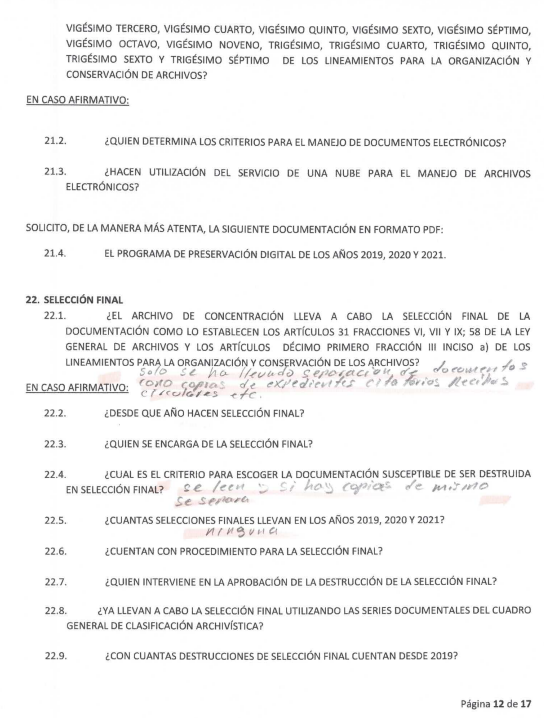 VIGÉSIMO TERCERO, VIGÉSIMO CUARTO, VIGÉSIMO QUINTO, VIGÉSIMO SEXTO, VIGÉSIMO SÉPTIMO,
VIGÉSIMO OCTAVO, VIGÉSIMO NOVENO, TRIGÉSIMO, TRIGÉSIMO CUARTO, TRIGÉSIMO QUINTO,
TRIGÉSIMO SEXTO Y TRIGÉSIMO SÉPTIMO DE LOS LINEAMIENTOS PARA LA ORGANIZACIÓN Y
CONSERVACIÓN DE ARCHIVOS?
EN CASO AFIRMATIVO:
21.2. ¿QUIEN DETERMINA LOS CRITERIOS PARA EL MANEJO DE DOCUMENTOS ELECTRÓNICOS?
21.3. ¿HACEN UTILIZACIÓN DEL SERVICIO DE UNA NUBE PARA EL MANEJO DE ARCHIVOS
ELECTRÓNICOS?
SOLICITO, DE LA MANERA MÁS ATENTA, LA SIGUIENTE DOCUMENTACIÓN EN FORMATO PDF:
21.4. EL PROGRAMA DE PRESERVACIÓN DIGITAL DE LOS AÑOS 2019, 2020 Y 2021.
22. SELECCIÓN FINAL
22.1. ¿EL ARCHIVO DE CONCENTRACIÓN LLEVA A CABO LA SELECCIÓN FINAL DE LA
DOCUMENTACIÓN COMO LO ESTABLECEN LOS ARTÍCULOS 31 FRACCIONES VI, VII Y IX; 58 DE LA LEY
GENERAL DE ARCHIVOS Y LOS ARTÍCULOS DÉCIMO PRIMERO FRACCIÓN III INCISO a) DE LOS
LINEAMIENTOS PARA LA ORGANIZACIÓN Y CONSERVACIÓN DE LOS ARCHIVOS?
solo se ha llevado separacion de documentos
EN CASO AFIRMATIVO: como copias de expedientes citatorios Recibos
circulares etc.
22.2. ¿DESDE QUE AÑO HACEN SELECCIÓN FINAL?
22.3. ¿QUIEN SE ENCARGA DE LA SELECCIÓN FINAL?
22.4. ¿CUAL ES EL CRITERIO PARA ESCOGER LA DOCUMENTACIÓN SUSCEPTIBLE DE SER DESTRUIDA
EN SELECCIÓN FINAL? se leen y si hay copias de mismo
se separa
22.5. ¿CUANTAS SELECCIONES FINALES LLEVAN EN LOS AÑOS 2019, 2020 Y 2021?
ninguna
22.6. ¿CUENTAN CON PROCEDIMIENTO PARA LA SELECCIÓN FINAL?
22.7. ¿QUIEN INTERVIENE EN LA APROBACIÓN DE LA DESTRUCCIÓN DE LA SELECCIÓN FINAL?
22.8. ¿YA LLEVAN A CABO LA SELECCIÓN FINAL UTILIZANDO LAS SERIES DOCUMENTALES DEL CUADRO
GENERAL DE CLASIFICACIÓN ARCHIVÍSTICA?
22.9. ¿CON CUANTAS DESTRUCCIONES DE SELECCIÓN FINAL CUENTAN DESDE 2019?
Página 12 de 17